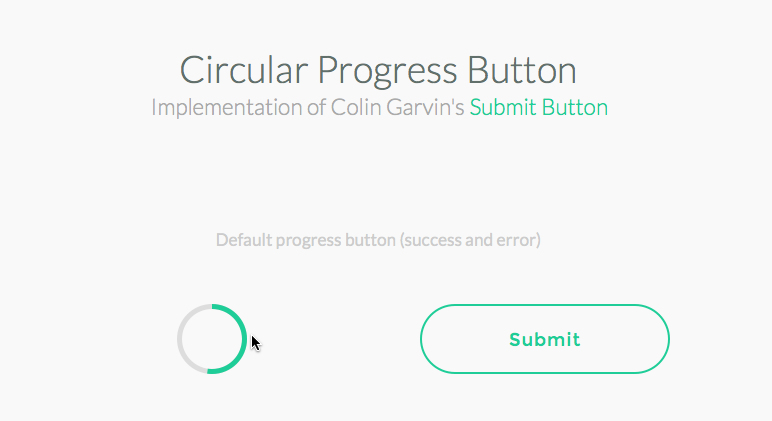 Circular Progress Button
Implementation of Colin Garvin's Submit Button
Default progress button (success and error)
Submit